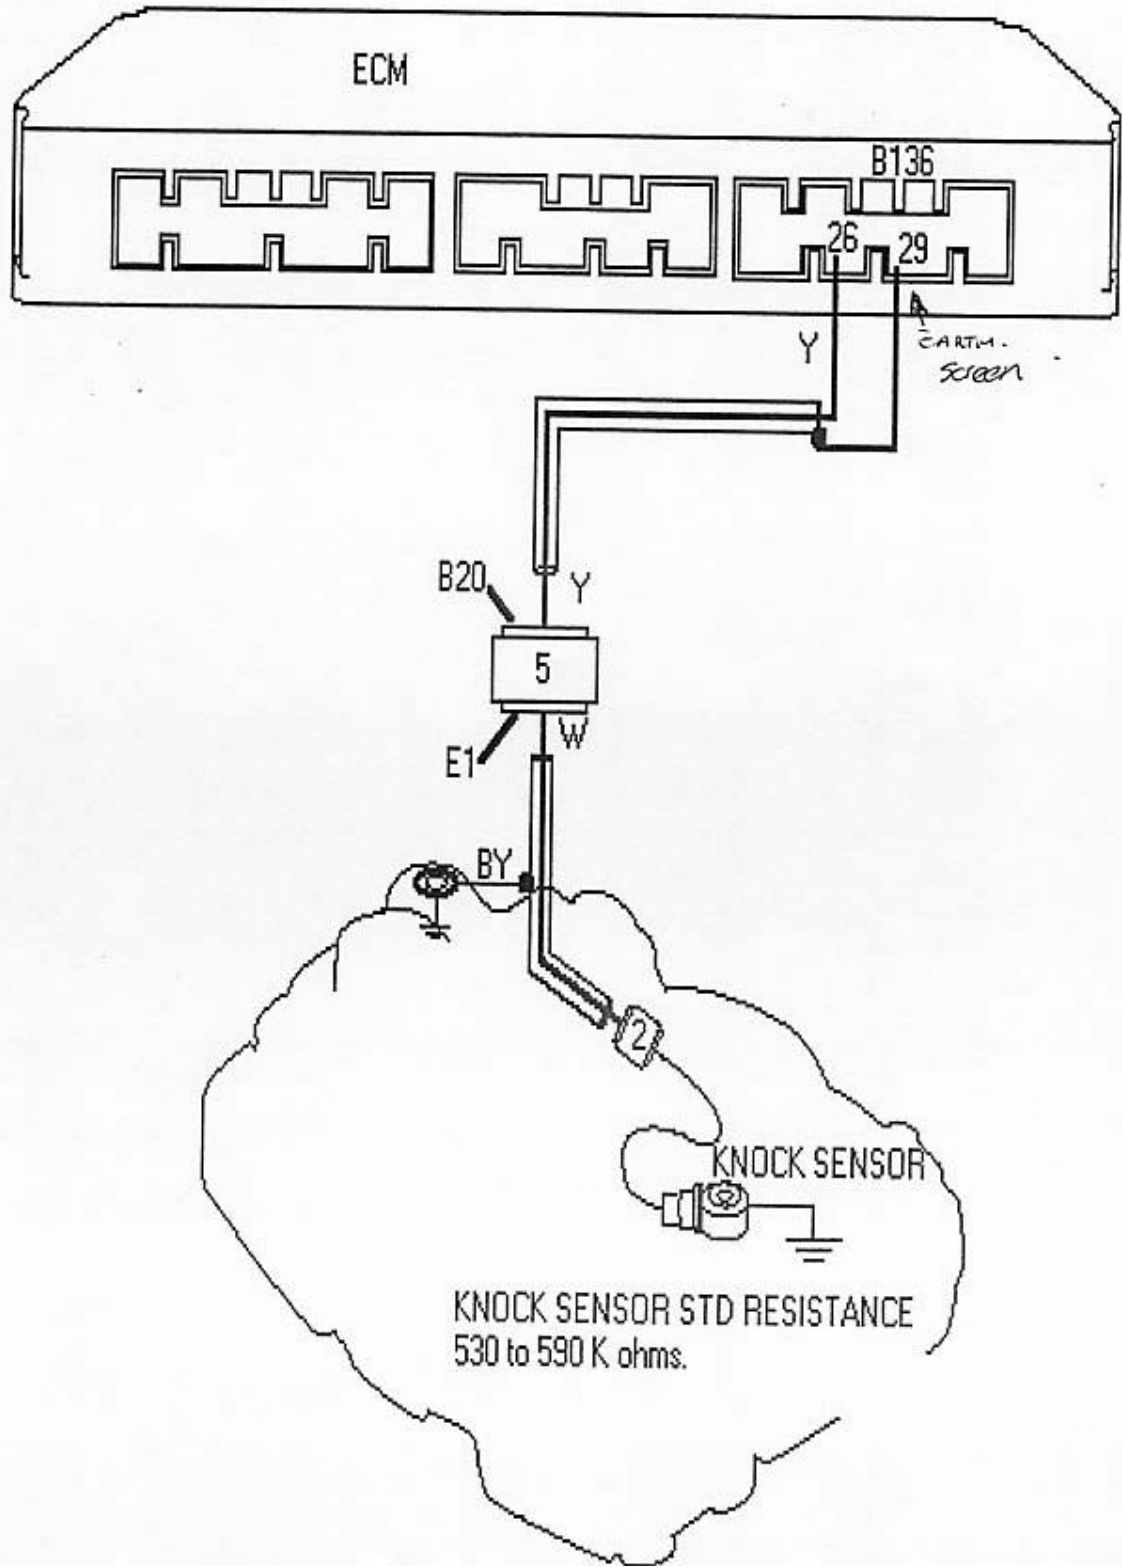 ECM
B136
26
29
Y
EARTH.
Screen
B20
Y
5
E1
W
BY
2
KNOCK SENSOR
KNOCK SENSOR STD RESISTANCE
530 to 590 K ohms.